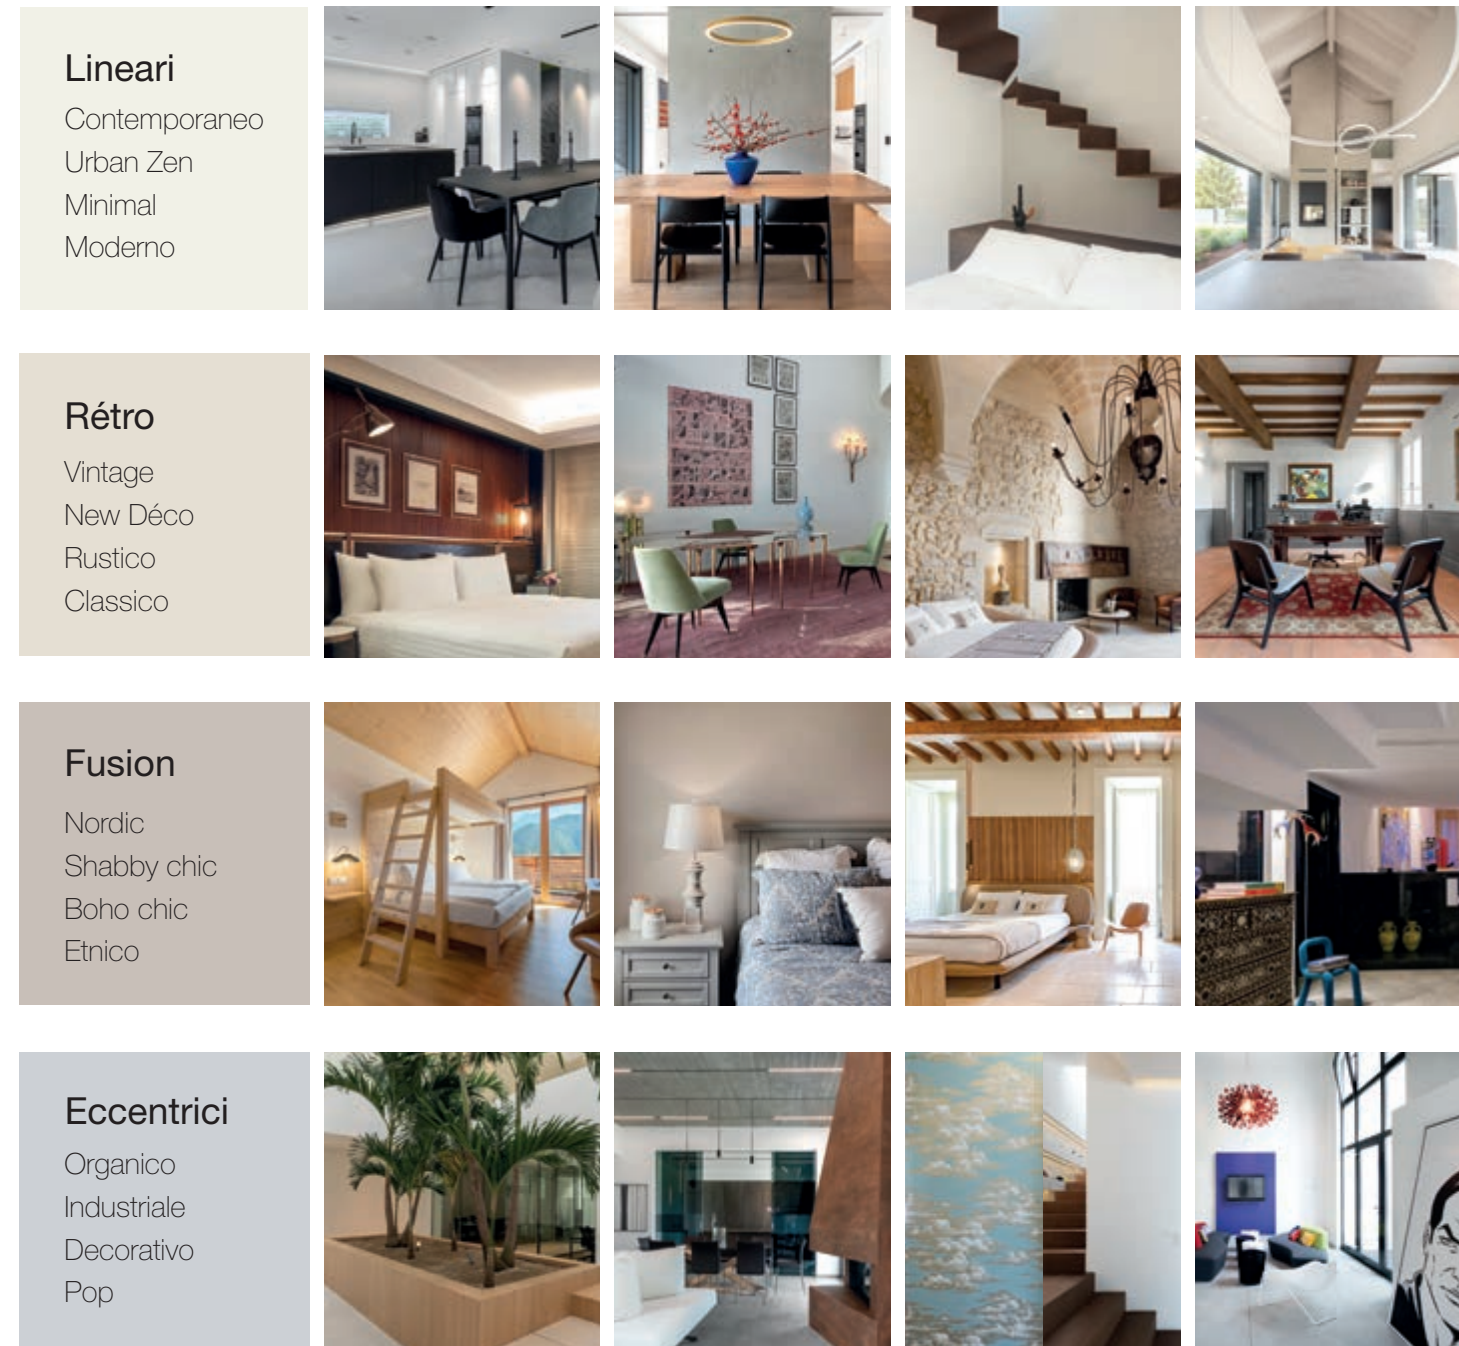 Lineari
Contemporaneo
Urban Zen
Minimal
Moderno
Rétro
Vintage
New Déco
Rustico
Classico
Fusion
Nordic
Shabby chic
Boho chic
Etnico
Eccentrici
Organico
Industriale
Decorativo
Pop